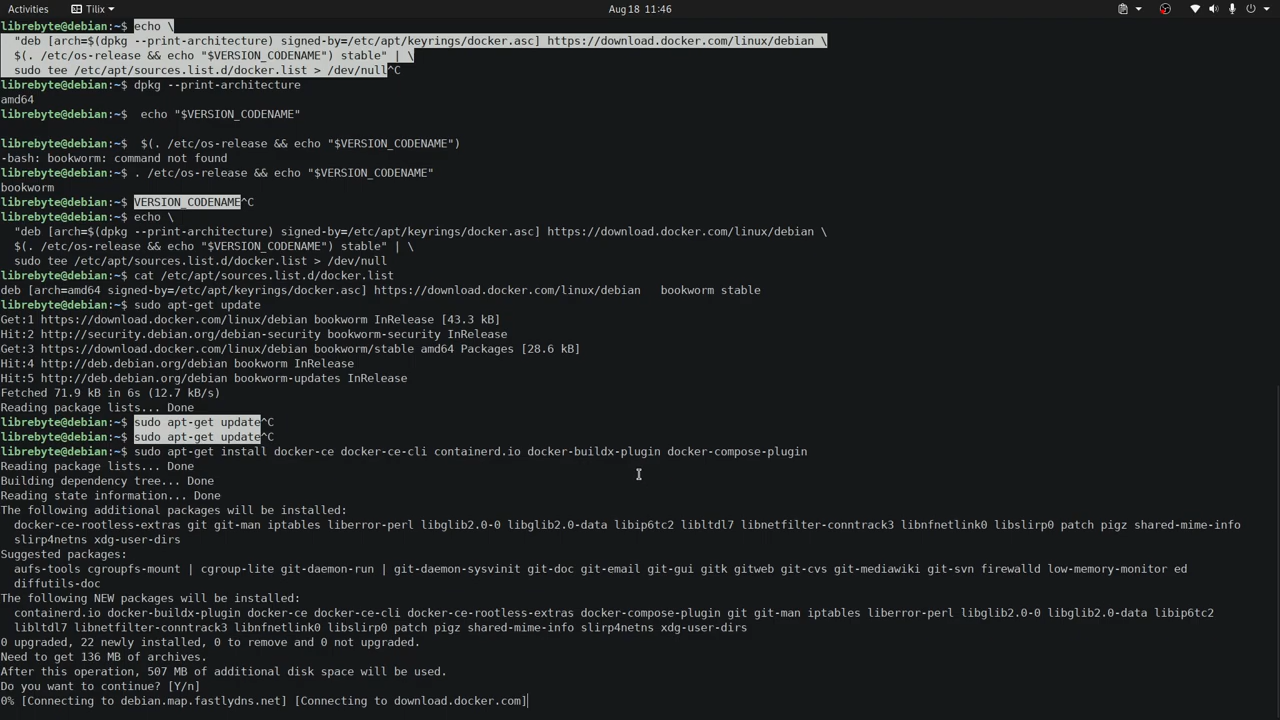 Activities Tilix Aug 18 11:46
librebyte@debian:~$ echo \
"deb [arch=$(dpkg --print-architecture) signed-by=/etc/apt/keyrings/docker.asc] https://download.docker.com/linux/debian \
$(. /etc/os-release && echo "$VERSION_CODENAME") stable" | \
sudo tee /etc/apt/sources.list.d/docker.list > /dev/null^C
librebyte@debian:~$ dpkg --print-architecture
amd64
librebyte@debian:~$  echo "$VERSION_CODENAME"
librebyte@debian:~$  $(. /etc/os-release && echo "$VERSION_CODENAME")
-bash: bookworm: command not found
librebyte@debian:~$ . /etc/os-release && echo "$VERSION_CODENAME"
bookworm
librebyte@debian:~$ VERSION_CODENAME^C
librebyte@debian:~$ echo \
"deb [arch=$(dpkg --print-architecture) signed-by=/etc/apt/keyrings/docker.asc] https://download.docker.com/linux/debian \
$(. /etc/os-release && echo "$VERSION_CODENAME") stable" | \
sudo tee /etc/apt/sources.list.d/docker.list > /dev/null
librebyte@debian:~$ cat /etc/apt/sources.list.d/docker.list
deb [arch=amd64 signed-by=/etc/apt/keyrings/docker.asc] https://download.docker.com/linux/debian   bookworm stable
librebyte@debian:~$ sudo apt-get update
Get:1 https://download.docker.com/linux/debian bookworm InRelease [43.3 kB]
Hit:2 http://security.debian.org/debian-security bookworm-security InRelease
Get:3 https://download.docker.com/linux/debian bookworm/stable amd64 Packages [28.6 kB]
Hit:4 http://deb.debian.org/debian bookworm InRelease
Hit:5 http://deb.debian.org/debian bookworm-updates InRelease
Fetched 71.9 kB in 6s (12.7 kB/s)
Reading package lists... Done
librebyte@debian:~$ sudo apt-get update^C
librebyte@debian:~$ sudo apt-get update^C
librebyte@debian:~$ sudo apt-get install docker-ce docker-ce-cli containerd.io docker-buildx-plugin docker-compose-plugin
Reading package lists... Done
Building dependency tree... Done
Reading state information... Done
The following additional packages will be installed:
docker-ce-rootless-extras git git-man iptables liberror-perl libglib2.0-0 libglib2.0-data libip6tc2 libltdl7 libnetfilter-conntrack3 libnfnetlink0 libslirp0 patch pigz shared-mime-info
slirp4netns xdg-user-dirs
Suggested packages:
aufs-tools cgroupfs-mount | cgroup-lite git-daemon-run | git-daemon-sysvinit git-doc git-email git-gui gitk gitweb git-cvs git-mediawiki git-svn firewalld low-memory-monitor ed
diffutils-doc
The following NEW packages will be installed:
containerd.io docker-buildx-plugin docker-ce docker-ce-cli docker-ce-rootless-extras docker-compose-plugin git git-man iptables liberror-perl libglib2.0-0 libglib2.0-data libip6tc2
libltdl7 libnetfilter-conntrack3 libnfnetlink0 libslirp0 patch pigz shared-mime-info slirp4netns xdg-user-dirs
0 upgraded, 22 newly installed, 0 to remove and 0 not upgraded.
Need to get 136 MB of archives.
After this operation, 507 MB of additional disk space will be used.
Do you want to continue? [Y/n]
0% [Connecting to debian.map.fastlydns.net] [Connecting to download.docker.com]